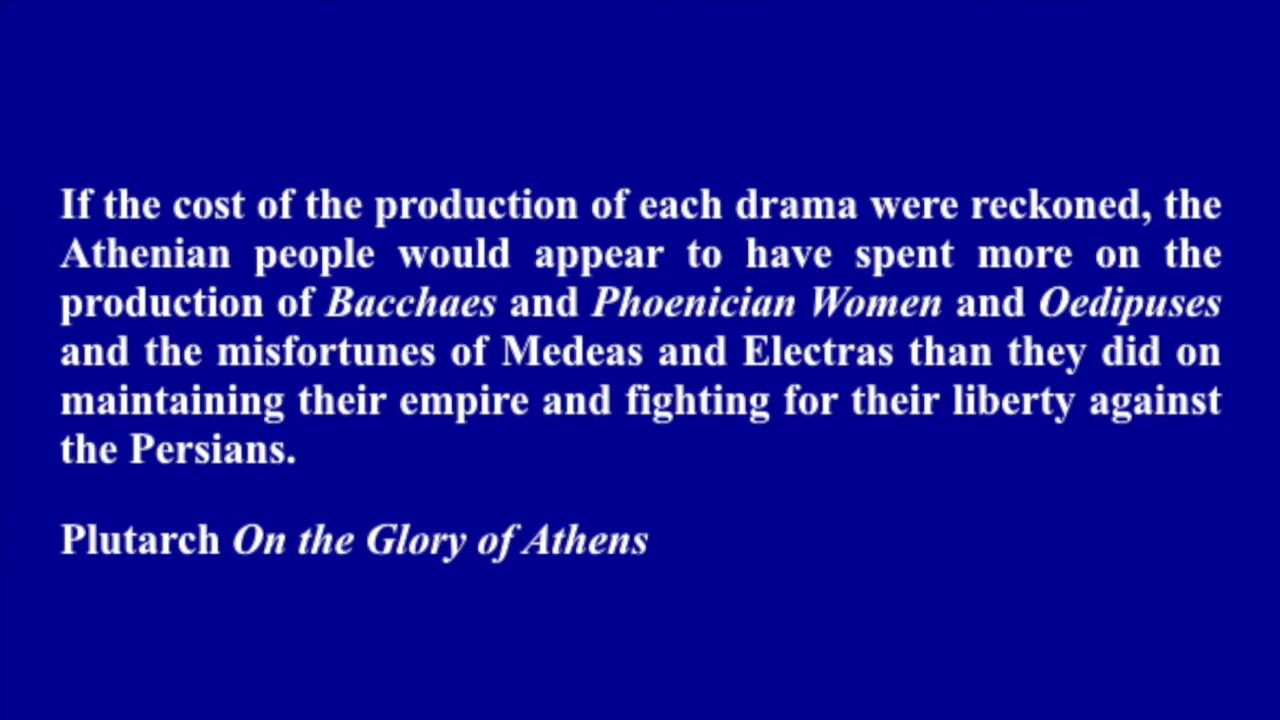 If the cost of the production of each drama were reckoned, the
Athenian people would appear to have spent more on the
production of Bacchaes and Phoenician Women and Oedipuses
and the misfortunes of Medeas and Electras than they did on
maintaining their empire and fighting for their liberty against
the Persians.
Plutarch On the Glory of Athens